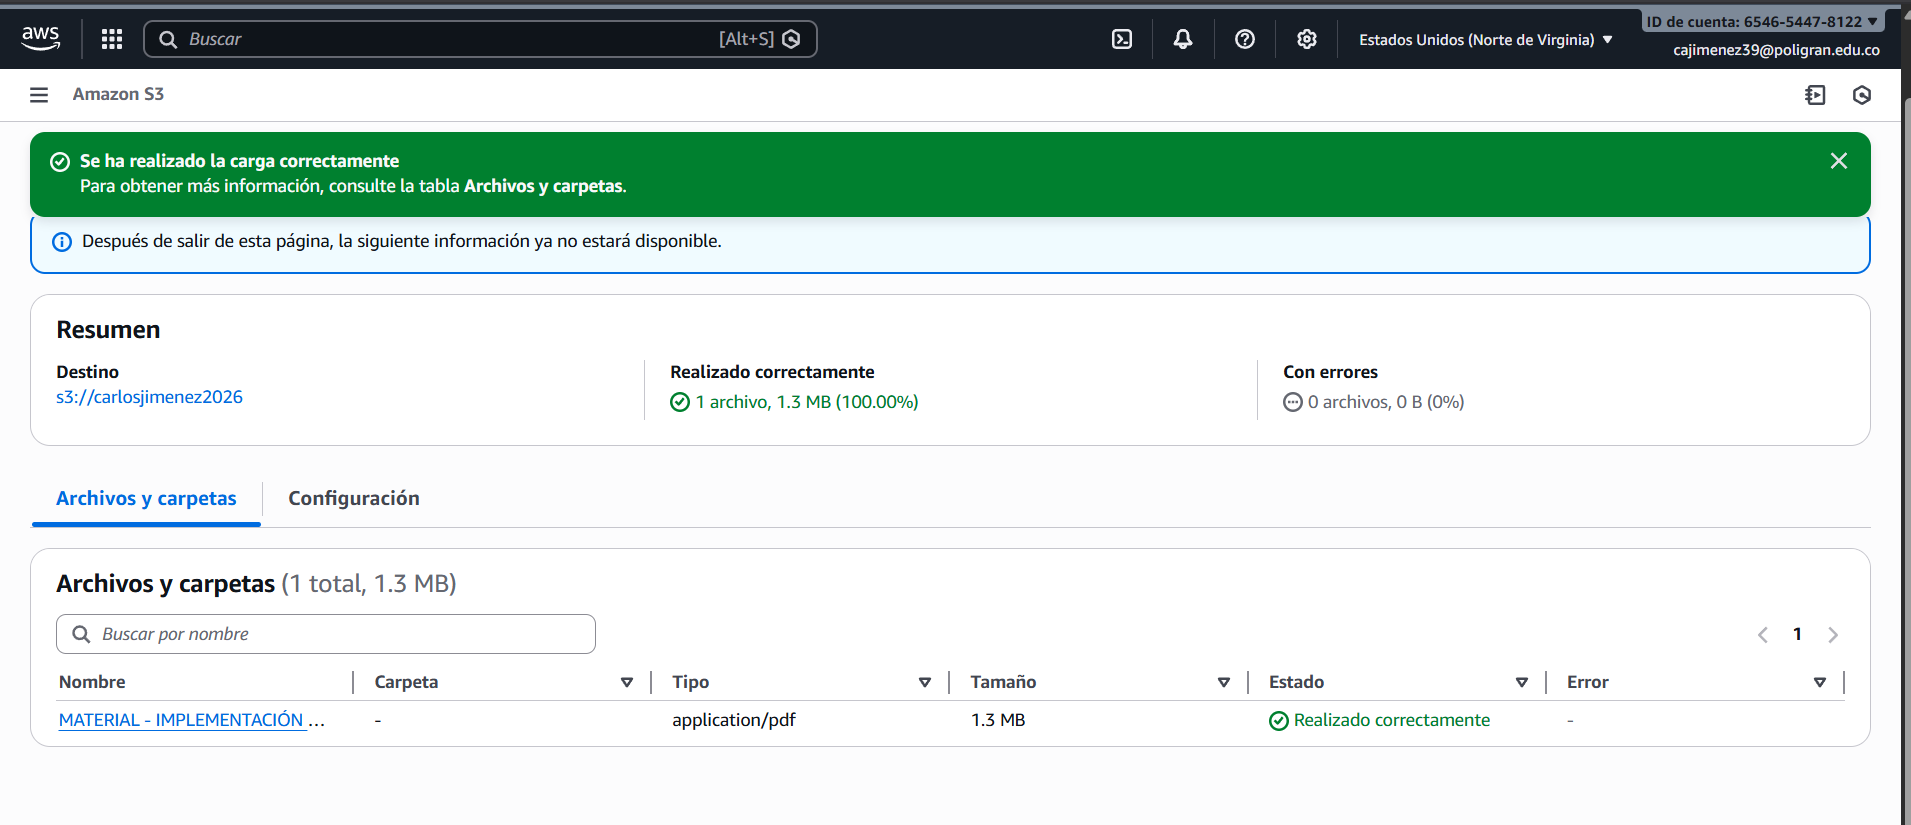 aws
Buscar [Alt+S]
Estados Unidos (Norte de Virginia)
ID de cuenta: 6546-5447-8122
cajimenez39@poligran.edu.co
Amazon S3
Se ha realizado la carga correctamente
Para obtener más información, consulte la tabla Archivos y carpetas.
Después de salir de esta página, la siguiente información ya no estará disponible.
Resumen
Destino
s3://carlosjimenez2026
Realizado correctamente
1 archivo, 1.3 MB (100.00%)
Con errores
0 archivos, 0 B (0%)
Archivos y carpetas Configuración
Archivos y carpetas (1 total, 1.3 MB)
Buscar por nombre
1
Nombre Carpeta Tipo Tamaño Estado Error
MATERIAL - IMPLEMENTACIÓN ... - application/pdf 1.3 MB Realizado correctamente -